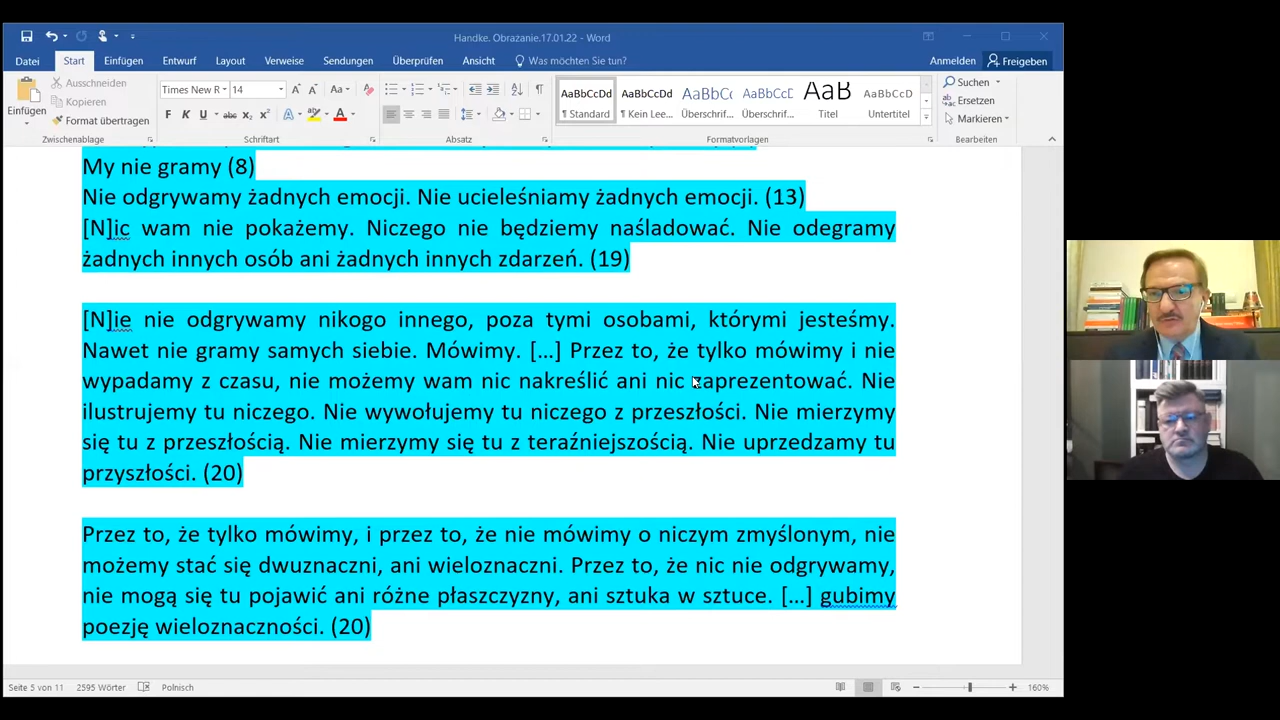 Handke. Obrażanie.17.01.22 - Word
Datei Start Einfügen Entwurf Layout Verweise Sendungen Überprüfen Ansicht Was möchten Sie tun? Anmelden Freigeben
Einfügen
Ausschneiden
Kopieren
Format übertragen
Zwischenablage
Times New R 14
F K U abc x₂ x²
Schriftart
Absatz
AaBbCcDd AaBbCcDd AaBbCc AaBbCcC AaB AaBbCcD
¶ Standard ¶ Kein Lee... Überschrif... Überschrif... Titel Untertitel
Formatvorlagen
Suchen
Ersetzen
Markieren
Bearbeiten
My nie gramy (8)
Nie odgrywamy żadnych emocji. Nie ucieleśniamy żadnych emocji. (13)
[N]ic wam nie pokażemy. Niczego nie będziemy naśladować. Nie odegramy
żadnych innych osób ani żadnych innych zdarzeń. (19)
[N]ie nie odgrywamy nikogo innego, poza tymi osobami, którymi jesteśmy.
Nawet nie gramy samych siebie. Mówimy. [...] Przez to, że tylko mówimy i nie
wypadamy z czasu, nie możemy wam nic nakreślić ani nic zaprezentować. Nie
ilustrujemy tu niczego. Nie wywołujemy tu niczego z przeszłości. Nie mierzymy
się tu z przeszłością. Nie mierzymy się tu z teraźniejszością. Nie uprzedzamy tu
przyszłości. (20)
Przez to, że tylko mówimy, i przez to, że nie mówimy o niczym zmyślonym, nie
możemy stać się dwuznaczni, ani wieloznaczni. Przez to, że nic nie odgrywamy,
nie mogą się tu pojawić ani różne płaszczyzny, ani sztuka w sztuce. [...] gubimy
poezję wieloznaczności. (20)
Seite 5 von 11 2595 Wörter Polnisch 160%